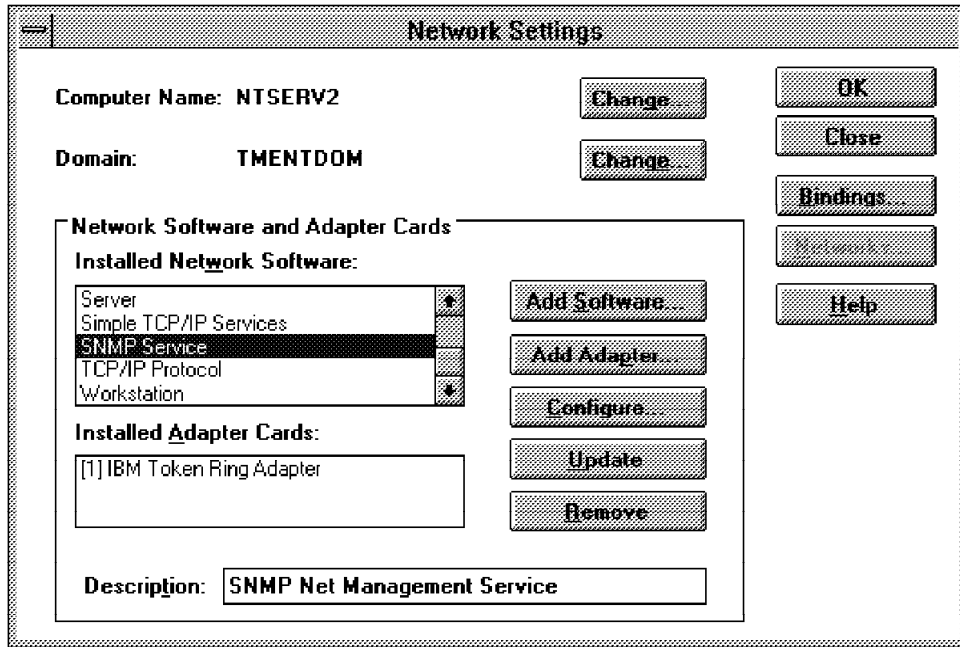 Network Settings
Computer Name: NTSERV2
Change...
OK
Close
Domain: TMENTDOM
Change...
Bindings...
Networks...
Help
Network Software and Adapter Cards
Installed Network Software:
Server
Simple TCP/IP Services
SNMP Service
TCP/IP Protocol
Workstation
Add Software...
Add Adapter...
Configure...
Update
Remove
Installed Adapter Cards:
[1] IBM Token Ring Adapter
Description: SNMP Net Management Service